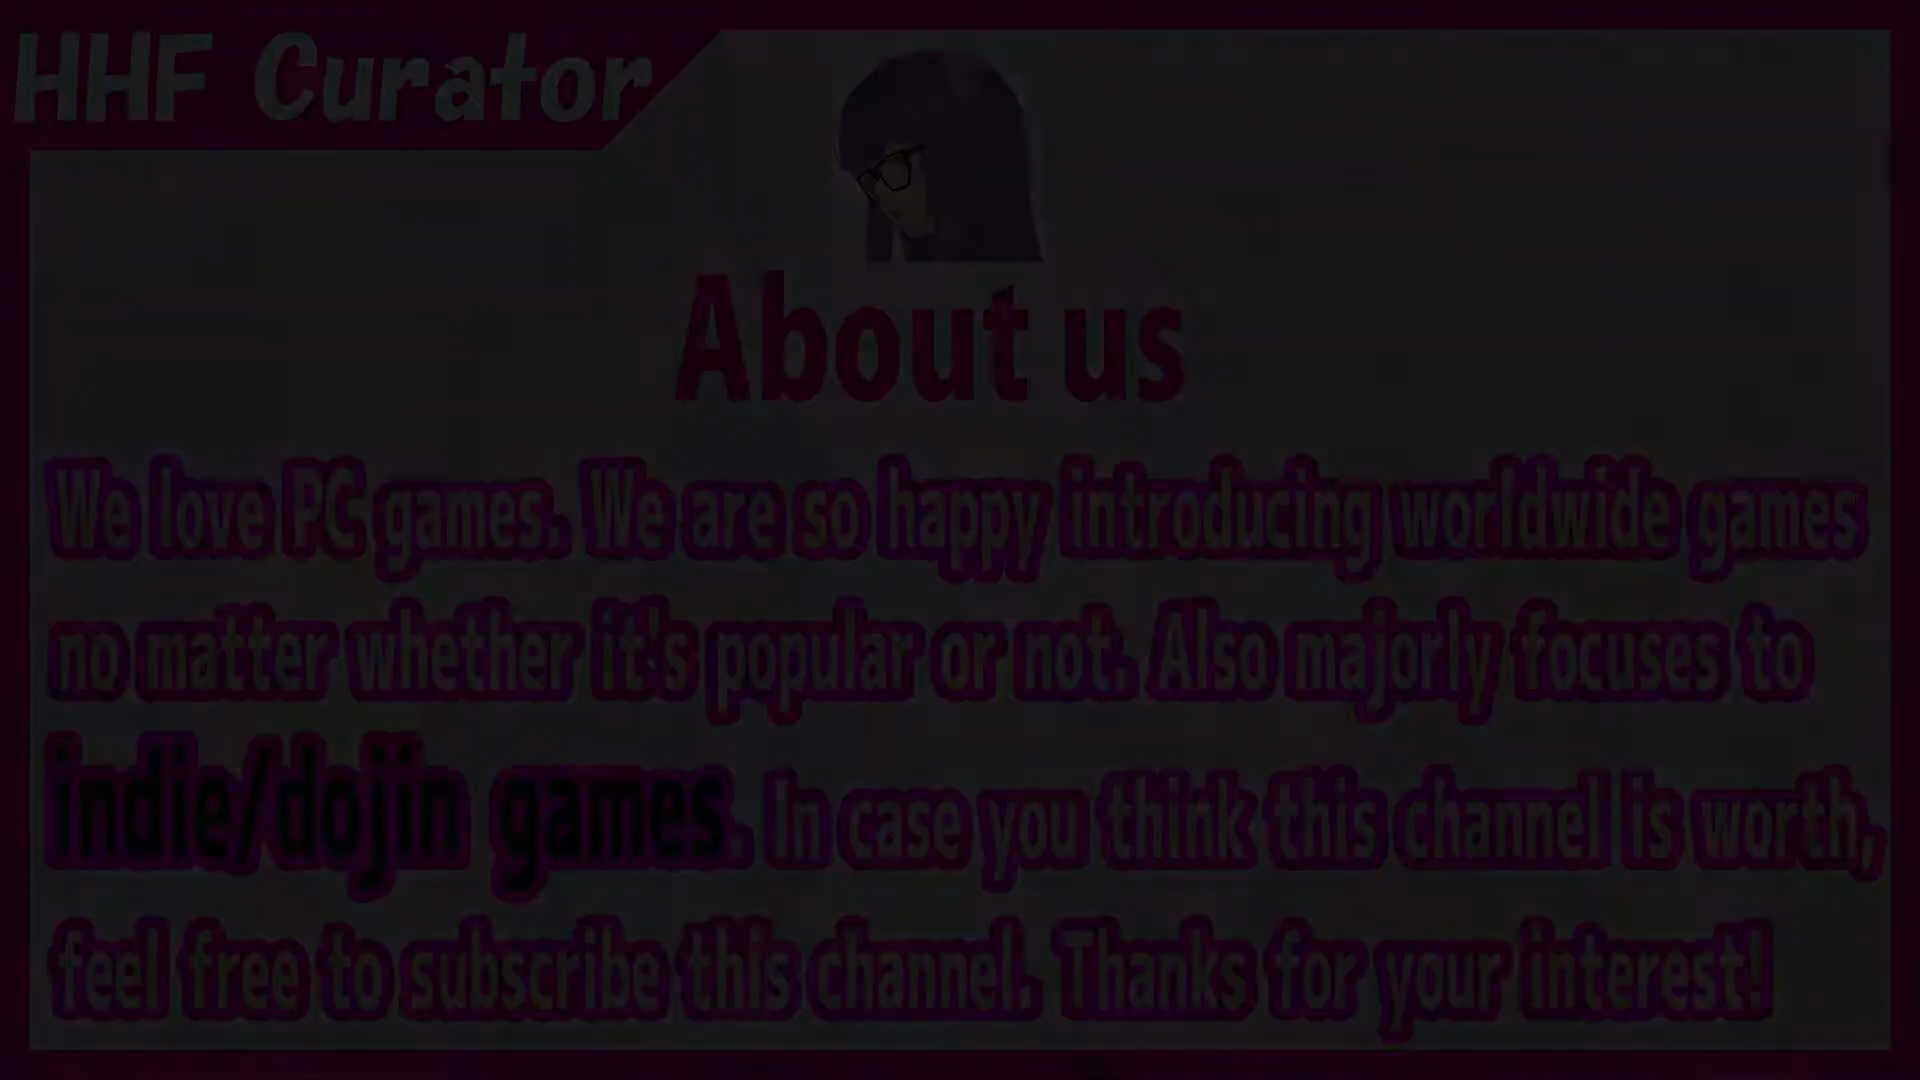 HHF Curator
About us
We love PC games. We are so happy introducing worldwide games
no matter whether it's popular or not. Also majorly focuses to
indie/dojin games. In case you think this channel is worth,
feel free to subscribe this channel. Thanks for your interest!